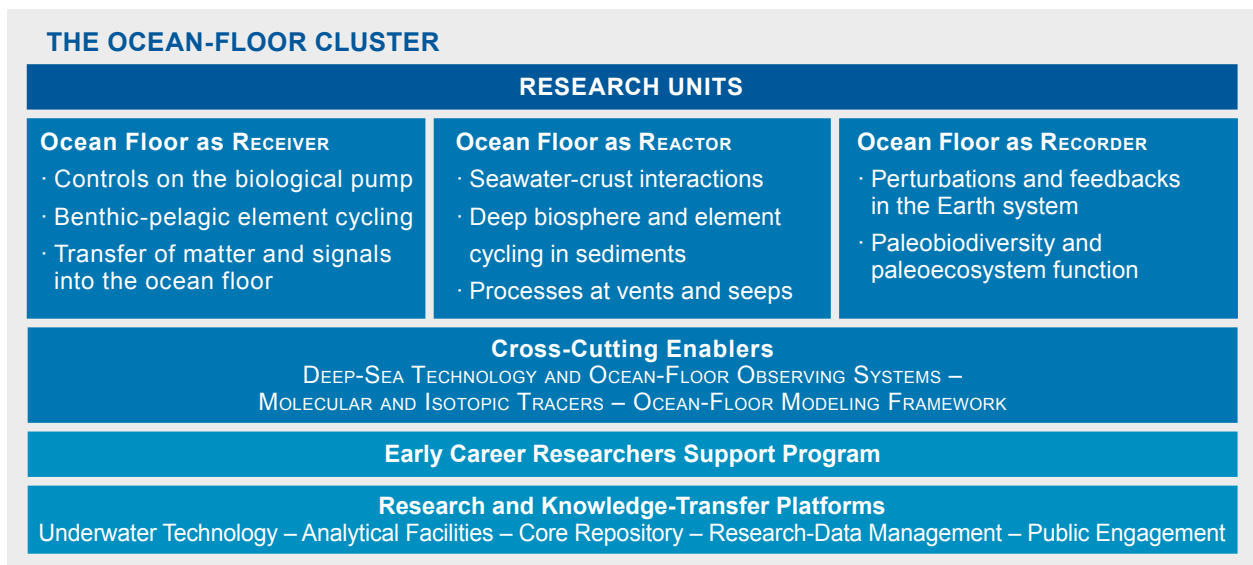 THE OCEAN-FLOOR CLUSTER
RESEARCH UNITS
Ocean Floor as RECEIVER
· Controls on the biological pump
· Benthic-pelagic element cycling
· Transfer of matter and signals
into the ocean floor
Ocean Floor as REACTOR
· Seawater-crust interactions
· Deep biosphere and element
cycling in sediments
· Processes at vents and seeps
Ocean Floor as RECORDER
· Perturbations and feedbacks
in the Earth system
· Paleobiodiversity and
paleoecosystem function
Cross-Cutting Enablers
DEEP-SEA TECHNOLOGY AND OCEAN-FLOOR OBSERVING SYSTEMS –
MOLECULAR AND ISOTOPIC TRACERS – OCEAN-FLOOR MODELING FRAMEWORK
Early Career Researchers Support Program
Research and Knowledge-Transfer Platforms
Underwater Technology – Analytical Facilities – Core Repository – Research-Data Management – Public Engagement